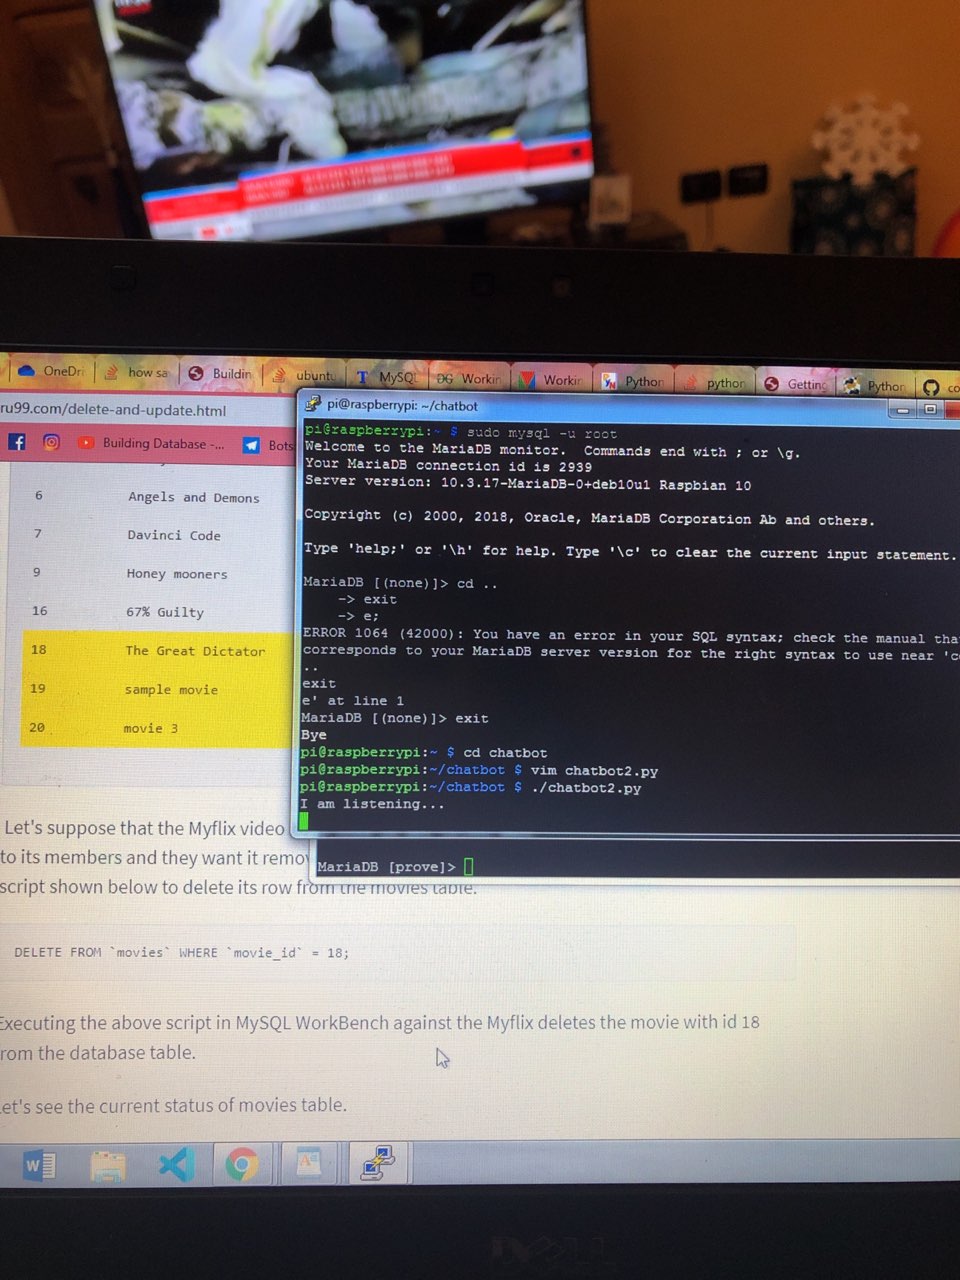 OneDri
how sa
Buildin
ubuntu
MySQL
Workin
Workin
Python
python
Getting
Python
co
ru99.com/delete-and-update.html
Building Database -...
Bots
6 Angels and Demons
7 Davinci Code
9 Honey mooners
16 67% Guilty
18 The Great Dictator
19 sample movie
20 movie 3
Let's suppose that the Myflix video
to its members and they want it remo
script shown below to delete its row from the movies table.
DELETE FROM `movies` WHERE `movie_id` = 18;
Executing the above script in MySQL WorkBench against the Myflix deletes the movie with id 18
rom the database table.
Let's see the current status of movies table.
pi@raspberrypi: ~/chatbot
pi@raspberrypi:~ $ sudo mysql -u root
Welcome to the MariaDB monitor.  Commands end with ; or \g.
Your MariaDB connection id is 2939
Server version: 10.3.17-MariaDB-0+deb10u1 Raspbian 10
Copyright (c) 2000, 2018, Oracle, MariaDB Corporation Ab and others.
Type 'help;' or '\h' for help. Type '\c' to clear the current input statement.
MariaDB [(none)]> cd ..
-> exit
-> e;
ERROR 1064 (42000): You have an error in your SQL syntax; check the manual tha
corresponds to your MariaDB server version for the right syntax to use near 'c
..
exit
e' at line 1
MariaDB [(none)]> exit
Bye
pi@raspberrypi:~ $ cd chatbot
pi@raspberrypi:~/chatbot $ vim chatbot2.py
pi@raspberrypi:~/chatbot $ ./chatbot2.py
I am listening...
MariaDB [prove]>
DELL